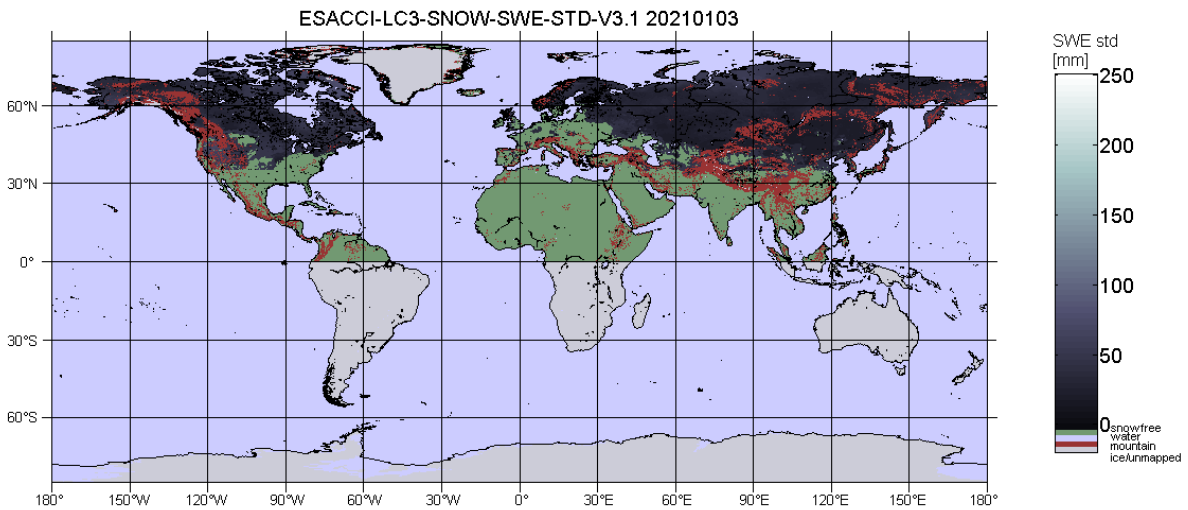 ESACCI-LC3-SNOW-SWE-STD-V3.1 20210103
SWE std
[mm]
250
200
150
100
50
0
snowfree
water
mountain
ice/unmapped
60°N
30°N
0°
30°S
60°S
180°
150°W
120°W
90°W
60°W
30°W
0°E
30°E
60°E
90°E
120°E
150°E
180°